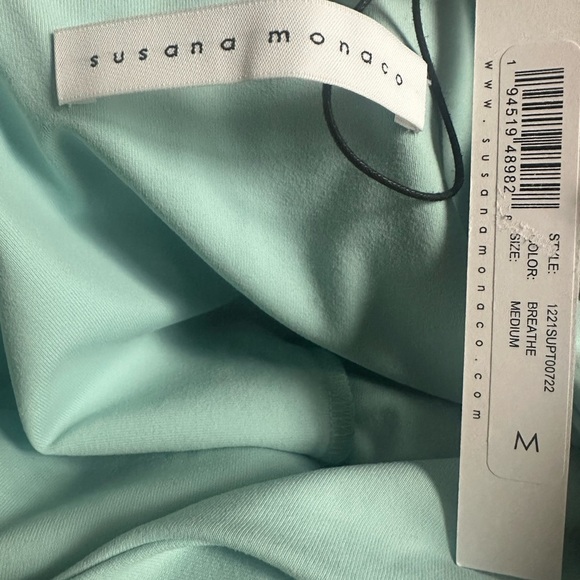 susana monaco
www.susanamonaco.com
1 94519 48982
STYLE: 1221SUPT00722
COLOR: BREATHE
SIZE: MEDIUM
M